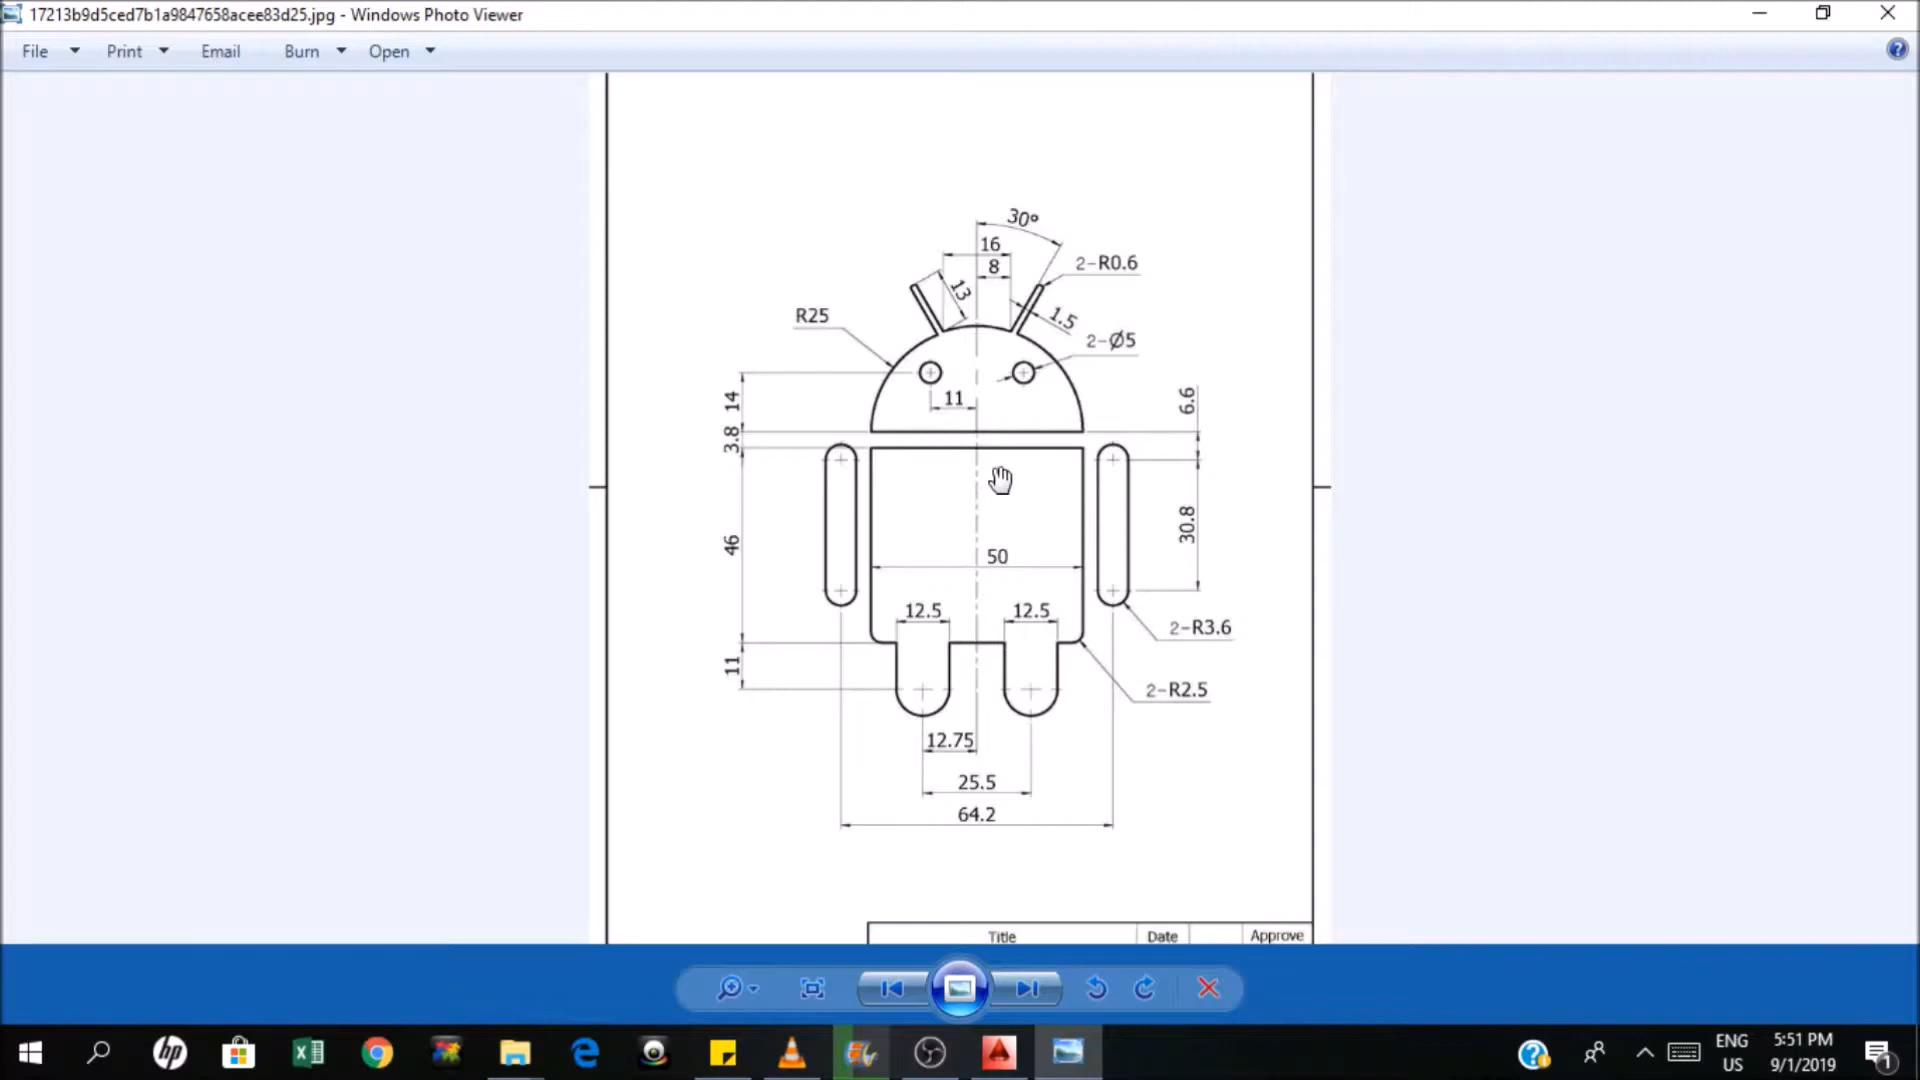 17213b9d5ced7b1a9847658acee83d25.jpg - Windows Photo Viewer
File Print Email Burn Open
30°
16
8
2-R0.6
13
R25
1.5
2-Ø5
14
11
6.6
3.8
46
50
30.8
12.5 12.5
2-R3.6
11
2-R2.5
12.75
25.5
64.2
Title Date Approve
ENG 5:51 PM
US 9/1/2019 1